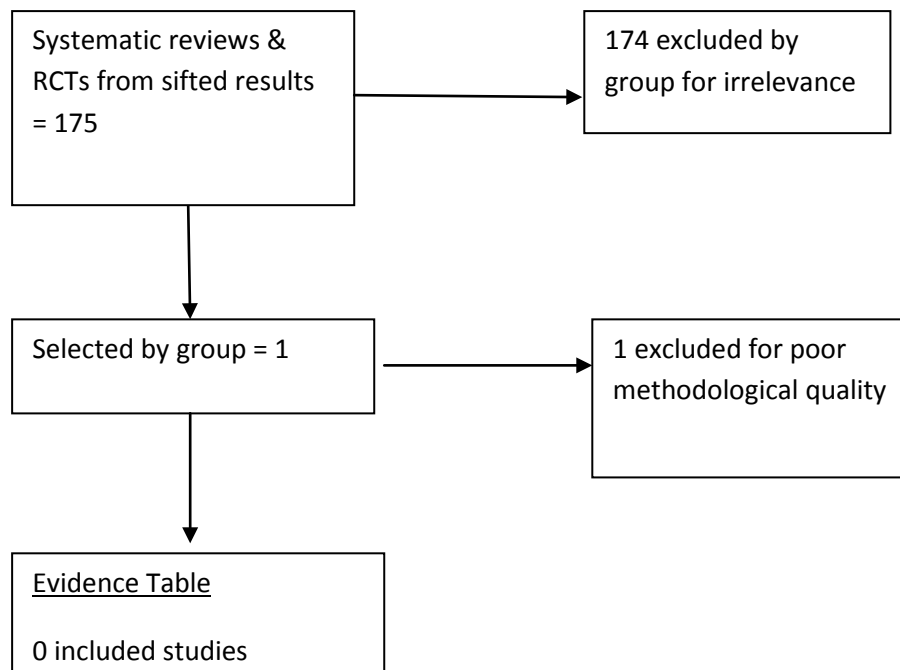 Systematic reviews &
RCTs from sifted results
= 175
174 excluded by
group for irrelevance
Selected by group = 1
1 excluded for poor
methodological quality
Evidence Table
0 included studies